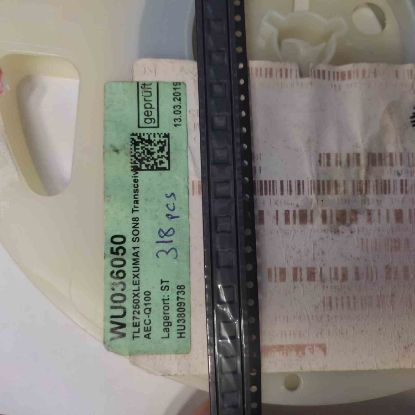 WU036050
TLE7250XLEXUMA1 SON8 Transceiv
AEC-Q100
Lagerort: ST
HU3809738
geprüft
13.03.2019
318 pcs